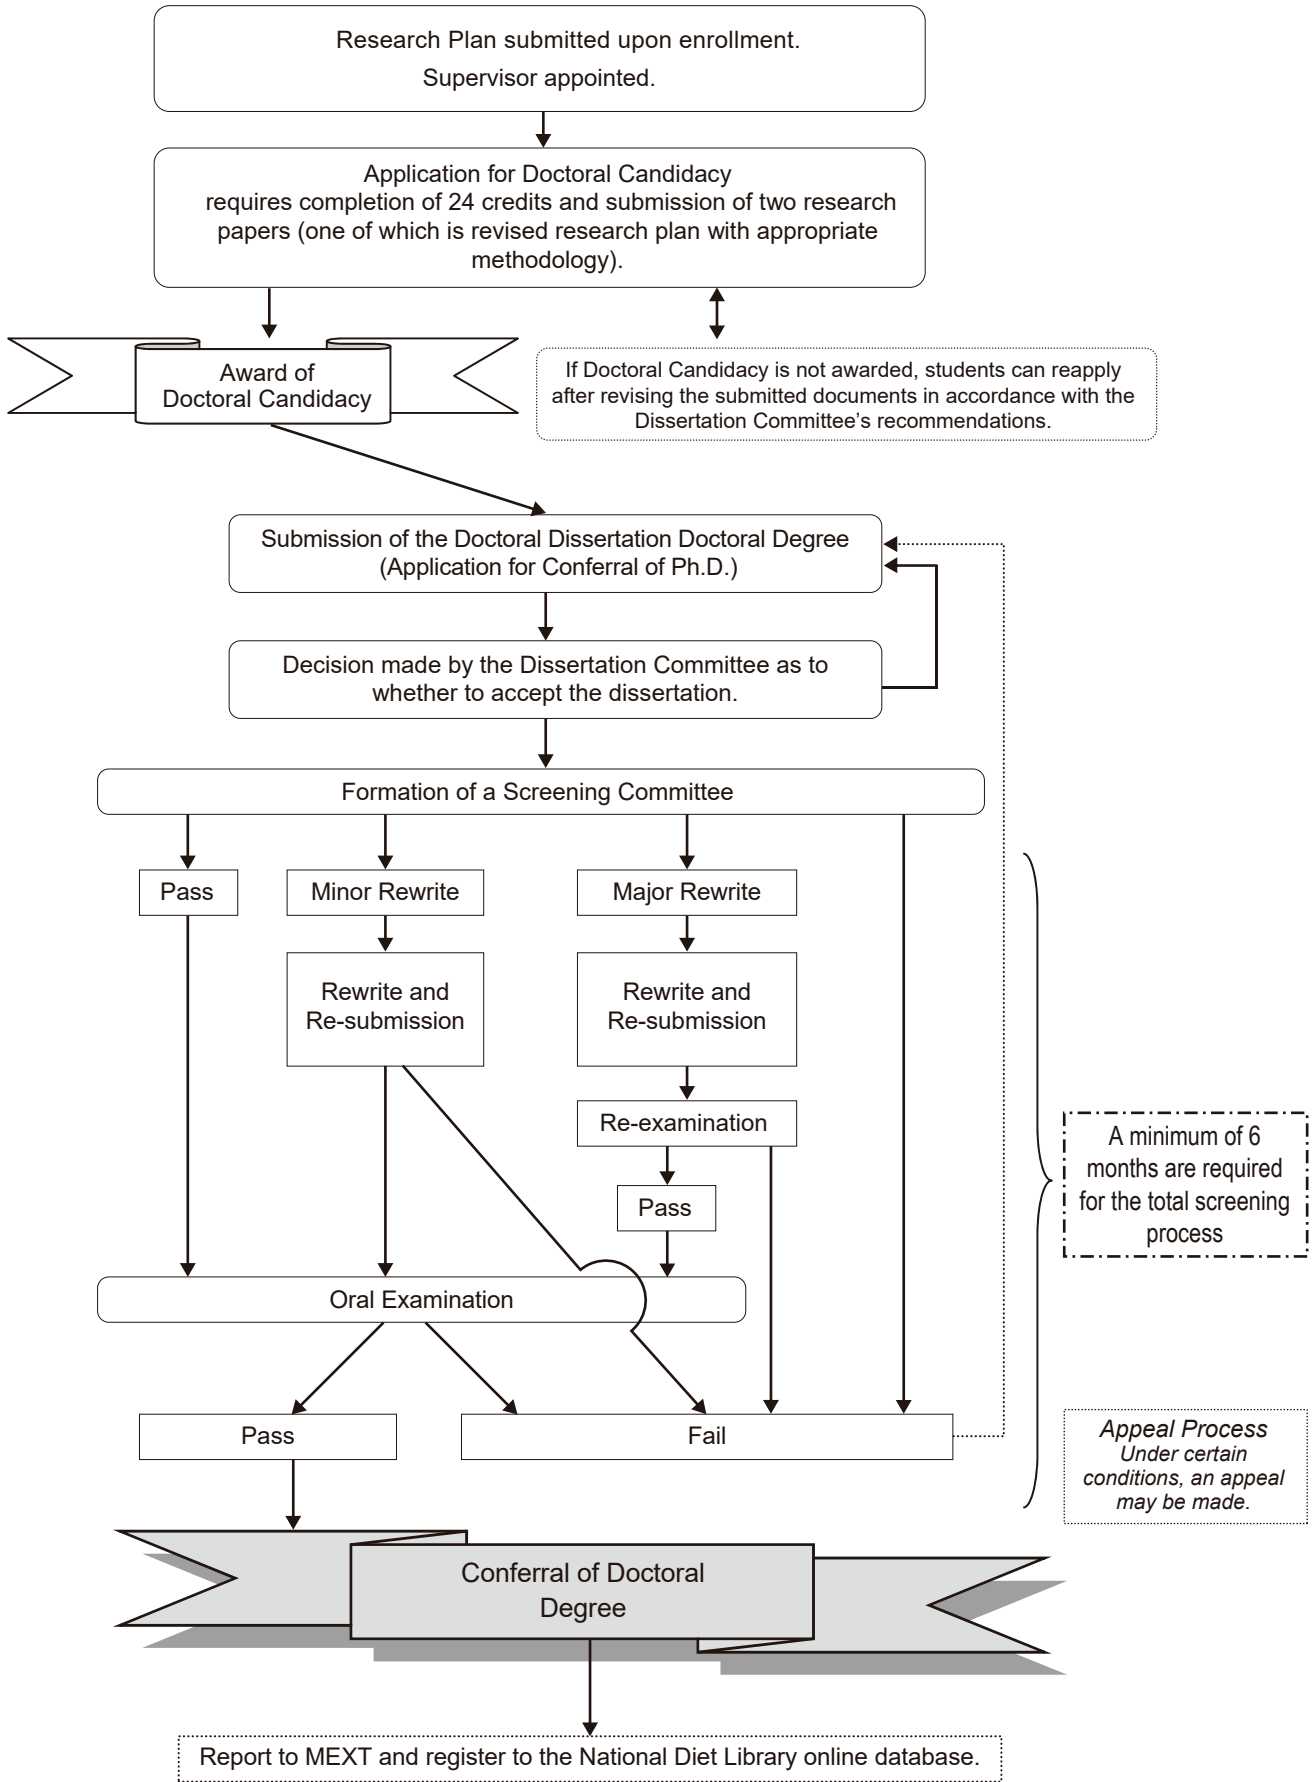 Research Plan submitted upon enrollment.
Supervisor appointed.
Application for Doctoral Candidacy
requires completion of 24 credits and submission of two research
papers (one of which is revised research plan with appropriate
methodology).
Award of
Doctoral Candidacy
If Doctoral Candidacy is not awarded, students can reapply
after revising the submitted documents in accordance with the
Dissertation Committee’s recommendations.
Submission of the Doctoral Dissertation Doctoral Degree
(Application for Conferral of Ph.D.)
Decision made by the Dissertation Committee as to
whether to accept the dissertation.
Formation of a Screening Committee
Pass
Minor Rewrite
Major Rewrite
Rewrite and
Re-submission
Rewrite and
Re-submission
Re-examination
Pass
A minimum of 6
months are required
for the total screening
process
Oral Examination
Pass
Fail
Appeal Process
Under certain
conditions, an appeal
may be made.
Conferral of Doctoral
Degree
Report to MEXT and register to the National Diet Library online database.